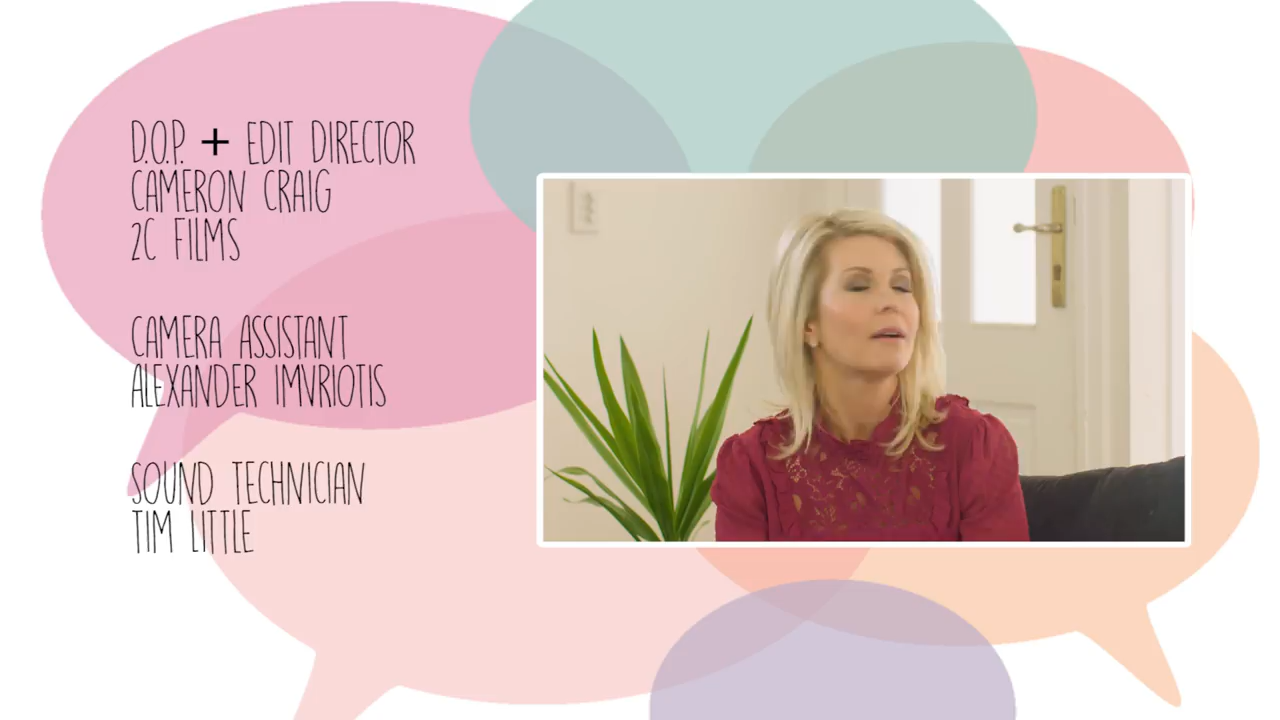 D.O.P. + EDIT DIRECTOR
CAMERON CRAIG
2C FILMS
CAMERA ASSISTANT
ALEXANDER IMVRIOTIS
SOUND TECHNICIAN
TIM LITTLE